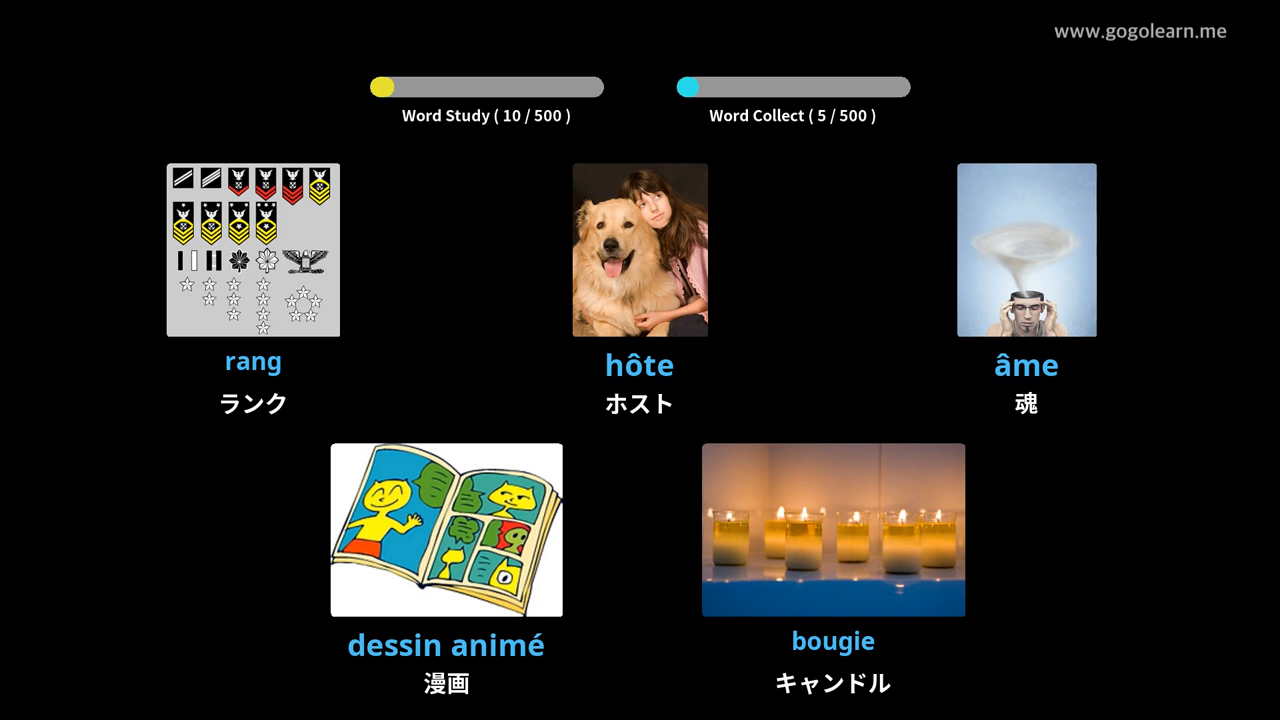 www.gogolearn.me
Word Study ( 10 / 500 )
Word Collect ( 5 / 500 )
rang
hôte
âme
ランク
ホスト
魂
dessin animé
bougie
漫画
キャンドル